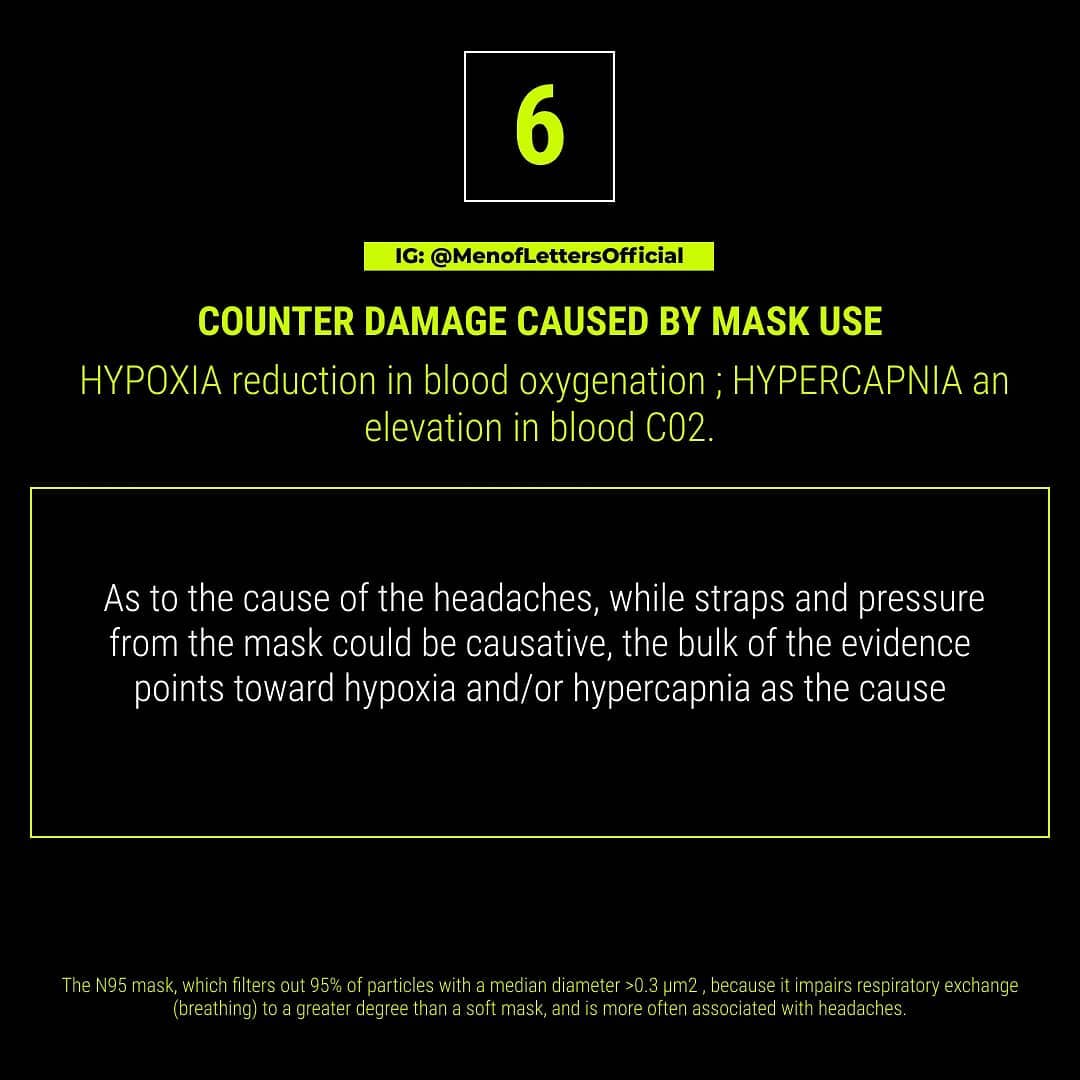 6
IG: @MenofLettersOfficial
COUNTER DAMAGE CAUSED BY MASK USE
HYPOXIA reduction in blood oxygenation ; HYPERCAPNIA an
elevation in blood C02.
As to the cause of the headaches, while straps and pressure
from the mask could be causative, the bulk of the evidence
points toward hypoxia and/or hypercapnia as the cause
The N95 mask, which filters out 95% of particles with a median diameter >0.3 µm2 , because it impairs respiratory exchange
(breathing) to a greater degree than a soft mask, and is more often associated with headaches.